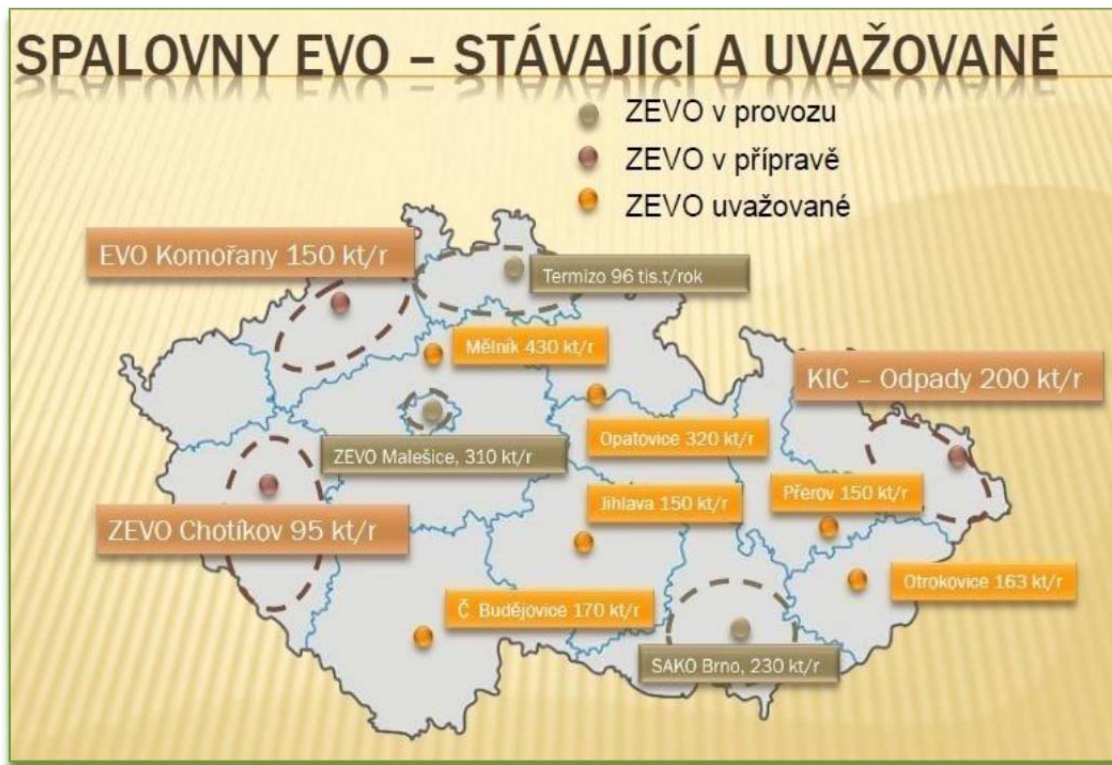 SPALOVNY EVO – STÁVAJÍCÍ A UVAŽOVANÉ
ZEVO v provozu
ZEVO v přípravě
ZEVO uvažované
EVO Komořany 150 kt/r
Termizo 96 tis.t/rok
Mělník 430 kt/r
KIC – Odpady 200 kt/r
Opatovice 320 kt/r
ZEVO Malešice, 310 kt/r
Jihlava 150 kt/r
Přerov 150 kt/r
ZEVO Chotíkov 95 kt/r
Otrokovice 163 kt/r
Č. Budějovice 170 kt/r
SAKO Brno, 230 kt/r